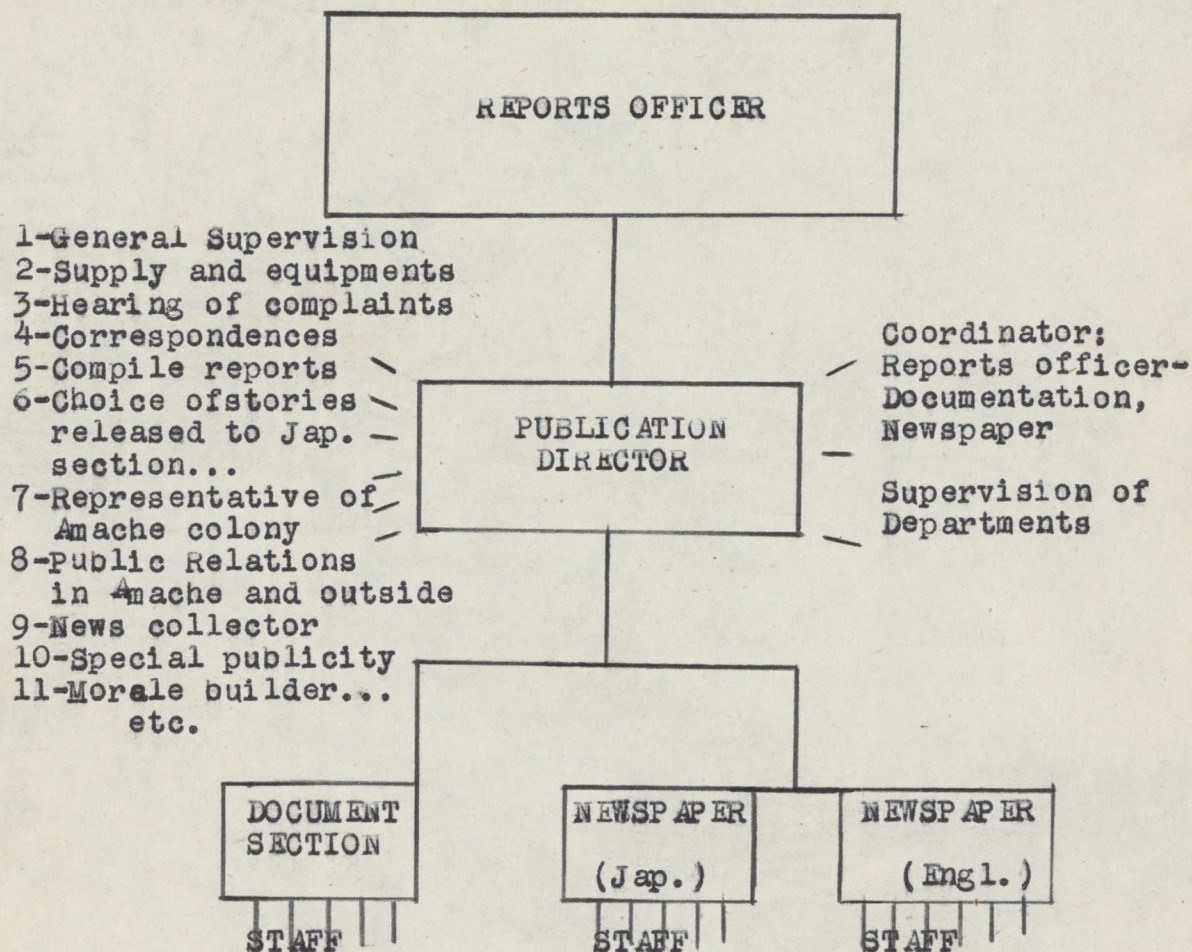 REPORTS OFFICER
1-General Supervision
2-Supply and equipments
3-Hearing of complaints
4-Correspondences
5-Compile reports
6-Choice ofstories
released to Jap.
section...
7-Representative of
Amache colony
8-Public Relations
in Amache and outside
9-News collector
10-Special publicity
11-Morale builder...
etc.
PUBLICATION
DIRECTOR
Coordinator:
Reports officer-
Documentation,
Newspaper
Supervision of
Departments
DOCUMENT
SECTION
STAFF
NEWSPAPER
(Jap.)
STAFF
NEWSPAPER
(Engl.)
STAFF